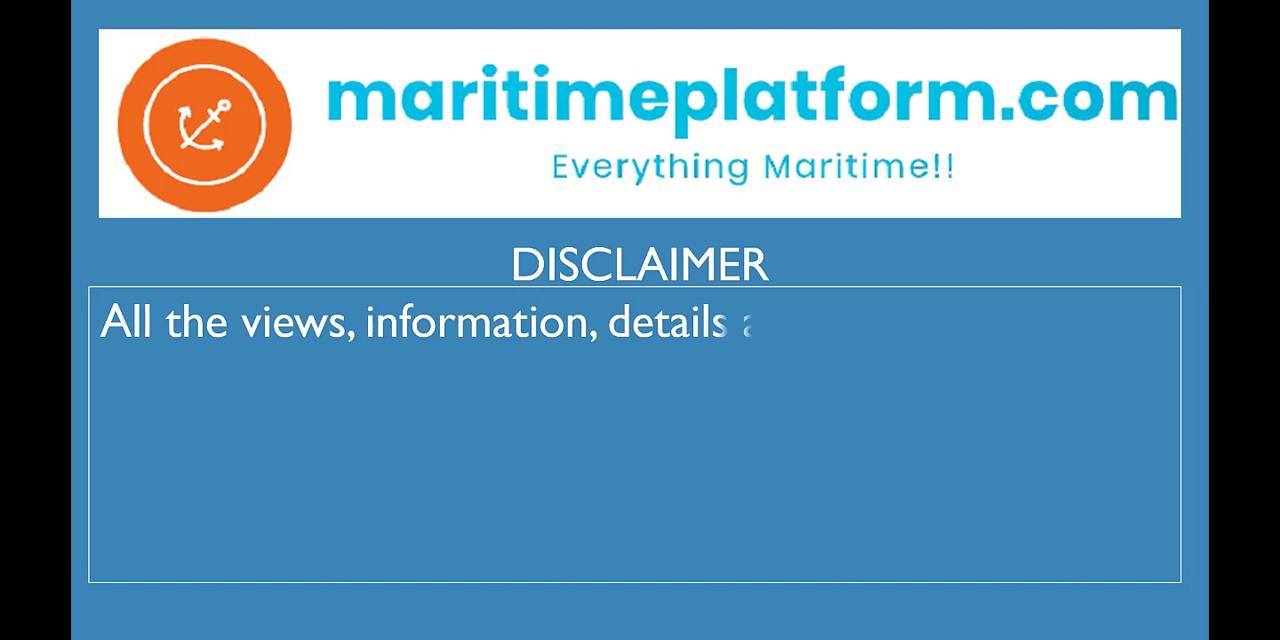 maritimeplatform.com
Everything Maritime!!
DISCLAIMER
All the views, information, details